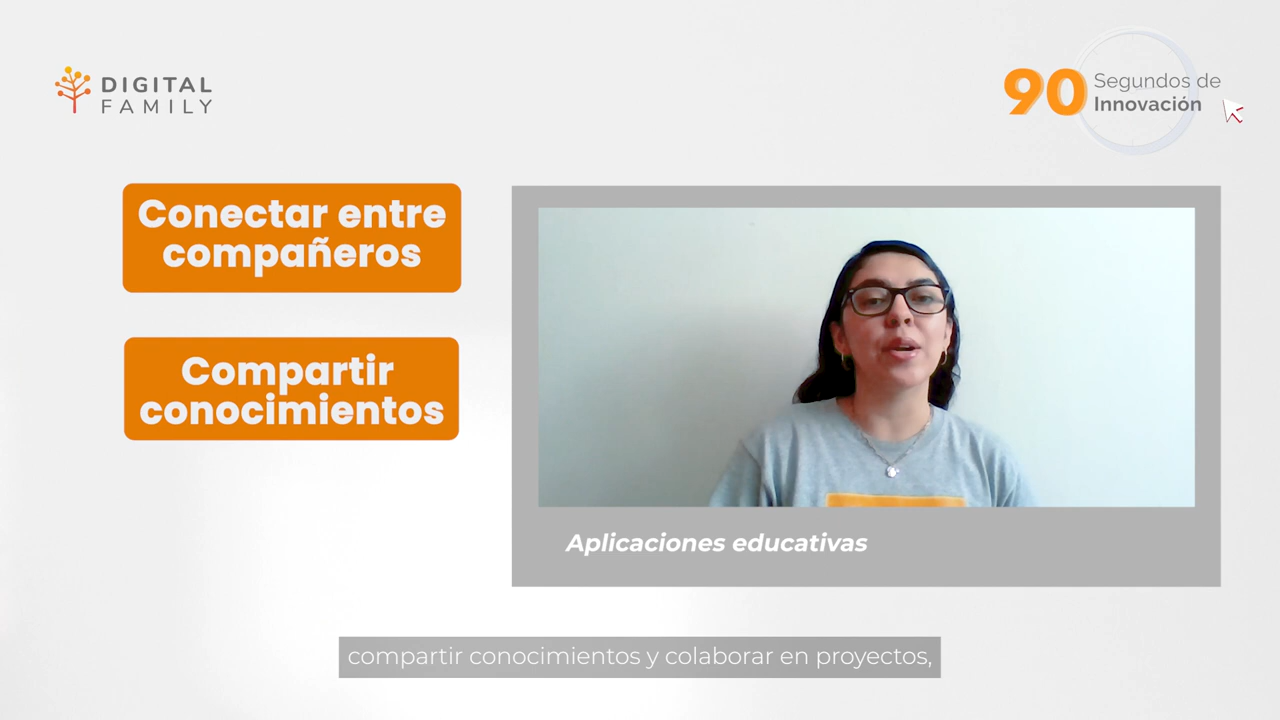 DIGITAL
FAMILY
90
Segundos de
Innovación
Conectar entre
compañeros
Compartir
conocimientos
Aplicaciones educativas
compartir conocimientos y colaborar en proyectos,